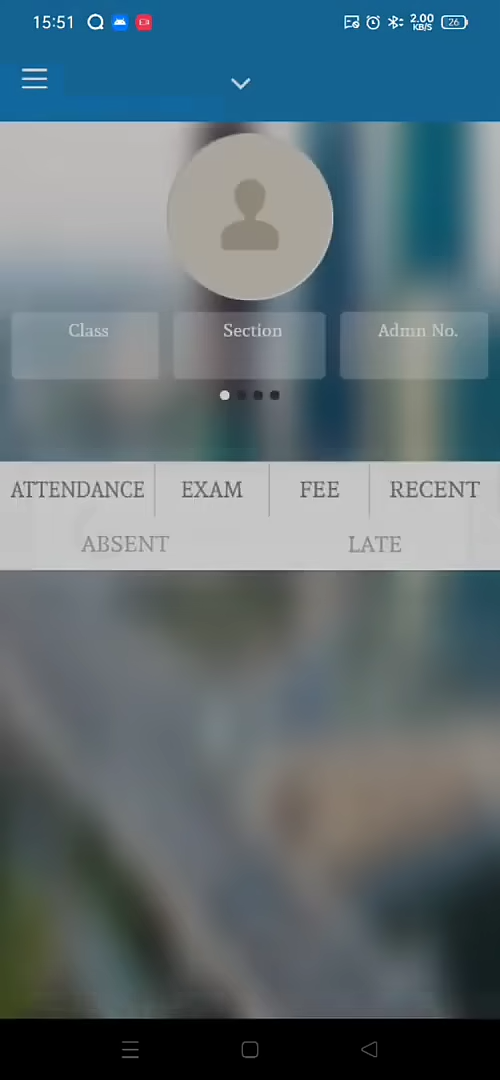 15:51 2.00 KB/S 26
Class Section Admn No.
ATTENDANCE EXAM FEE RECENT
ABSENT LATE